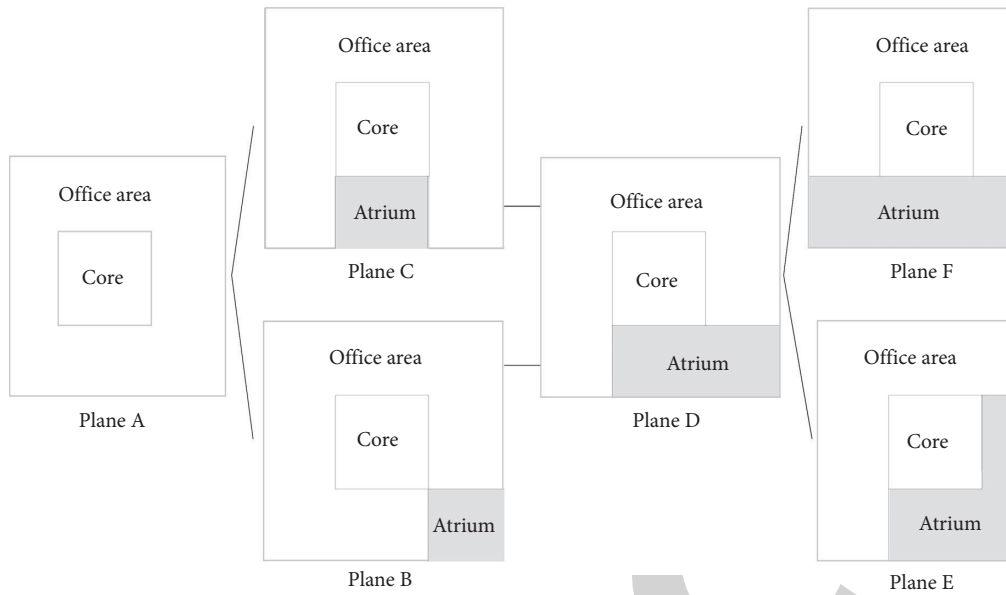 Office area
Core
Plane A
Office area
Core
Atrium
Plane C
Office area
Core
Atrium
Plane B
Office area
Core
Atrium
Plane D
Office area
Core
Atrium
Plane F
Office area
Core
Atrium
Plane E